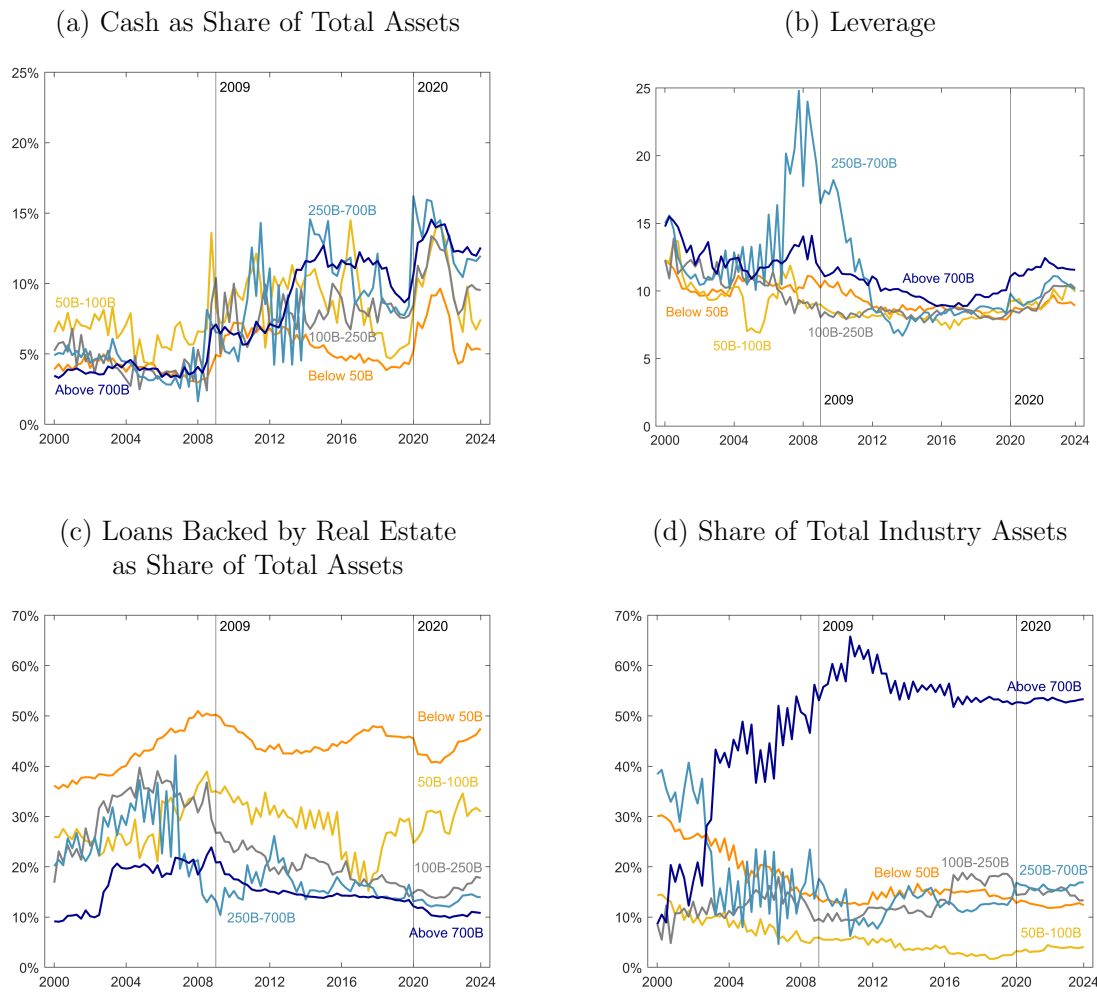 (a) Cash as Share of Total Assets
25%
20%
15%
10%
5%
0%
2009
2020
250B-700B
50B-100B
100B-250B
Below 50B
Above 700B
2000 2004 2008 2012 2016 2020 2024
(b) Leverage
25
20
15
10
5
0
250B-700B
Above 700B
Below 50B
100B-250B
50B-100B
2009
2020
2000 2004 2008 2012 2016 2020 2024
(c) Loans Backed by Real Estate
as Share of Total Assets
70%
60%
50%
40%
30%
20%
10%
0%
2009
2020
Below 50B
50B-100B
100B-250B
250B-700B
Above 700B
2000 2004 2008 2012 2016 2020 2024
(d) Share of Total Industry Assets
70%
60%
50%
40%
30%
20%
10%
0%
2009
2020
Above 700B
100B-250B
Below 50B
250B-700B
50B-100B
2000 2004 2008 2012 2016 2020 2024